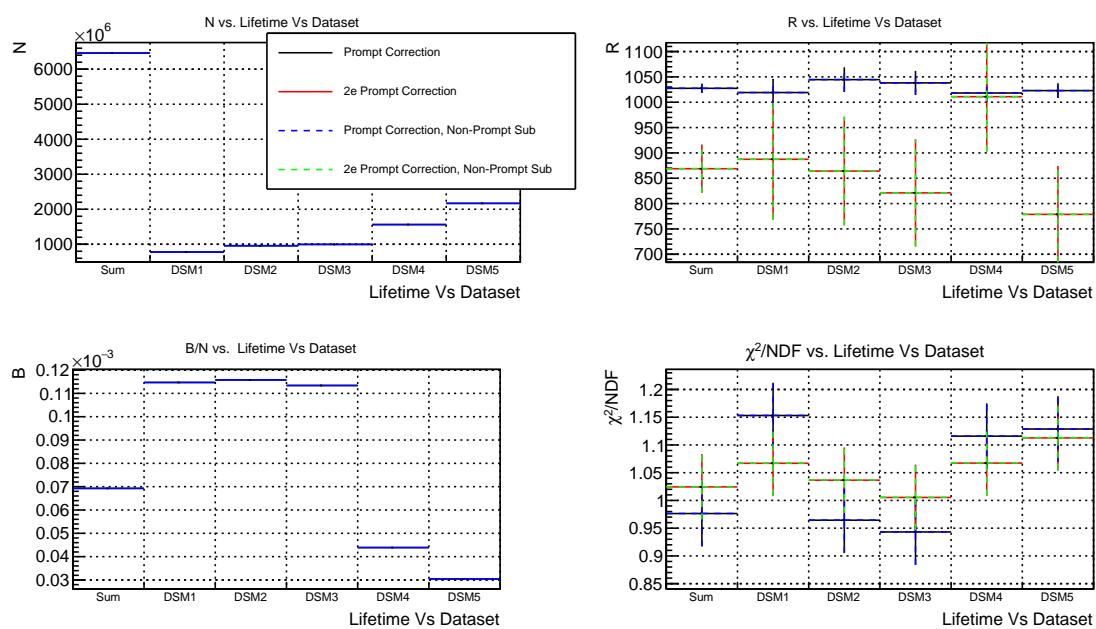 N vs. Lifetime Vs Dataset
×10⁶
N
6000
5000
4000
3000
2000
1000
Sum DSM1 DSM2 DSM3 DSM4 DSM5
Lifetime Vs Dataset
Prompt Correction
2e Prompt Correction
Prompt Correction, Non-Prompt Sub
2e Prompt Correction, Non-Prompt Sub
R vs. Lifetime Vs Dataset
R
1100
1050
1000
950
900
850
800
750
700
Sum DSM1 DSM2 DSM3 DSM4 DSM5
Lifetime Vs Dataset
B/N vs. Lifetime Vs Dataset
×10⁻³
B
0.12
0.11
0.1
0.09
0.08
0.07
0.06
0.05
0.04
0.03
Sum DSM1 DSM2 DSM3 DSM4 DSM5
Lifetime Vs Dataset
χ²/NDF vs. Lifetime Vs Dataset
χ²/NDF
1.2
1.15
1.1
1.05
1
0.95
0.9
0.85
Sum DSM1 DSM2 DSM3 DSM4 DSM5
Lifetime Vs Dataset